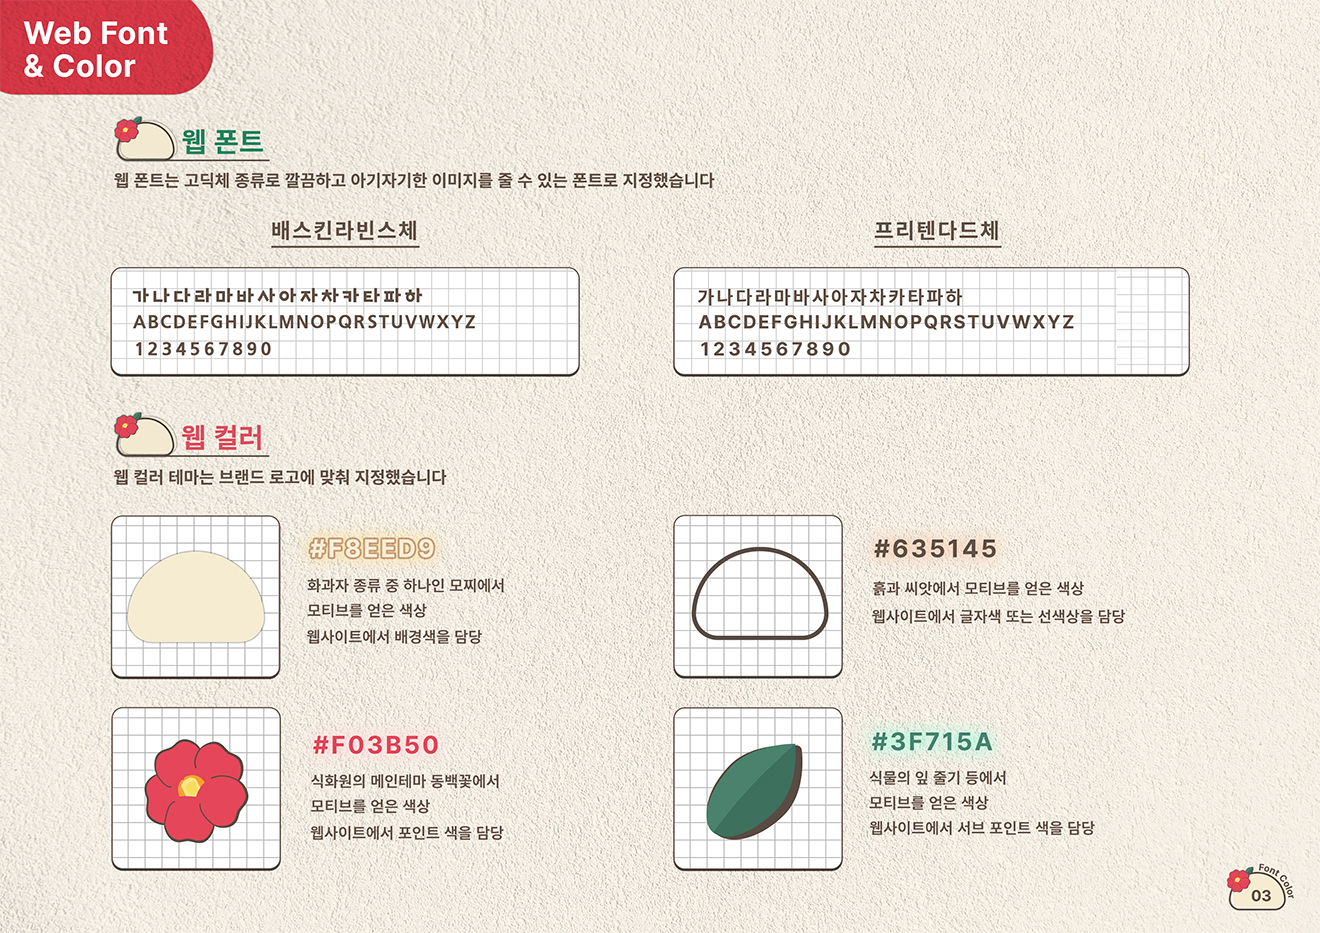 Web Font
& Color
웹 폰트
웹 폰트는 고딕체 종류로 깔끔하고 아기자기한 이미지를 줄 수 있는 폰트로 지정했습니다
배스킨라빈스체
가나다라마바사아자차카타파하
ABCDEFGHIJKLMNOPQRSTUVWXYZ
1234567890
프리텐다드체
가나다라마바사아자차카타파하
ABCDEFGHIJKLMNOPQRSTUVWXYZ
1234567890
웹 컬러
웹 컬러 테마는 브랜드 로고에 맞춰 지정했습니다
#F8EED9
화과자 종류 중 하나인 모찌에서
모티브를 얻은 색상
웹사이트에서 배경색을 담당
#635145
흙과 씨앗에서 모티브를 얻은 색상
웹사이트에서 글자색 또는 선색상을 담당
#F03B50
식화원의 메인테마 동백꽃에서
모티브를 얻은 색상
웹사이트에서 포인트 색을 담당
#3F715A
식물의 잎 줄기 등에서
모티브를 얻은 색상
웹사이트에서 서브 포인트 색을 담당
Font Color
03